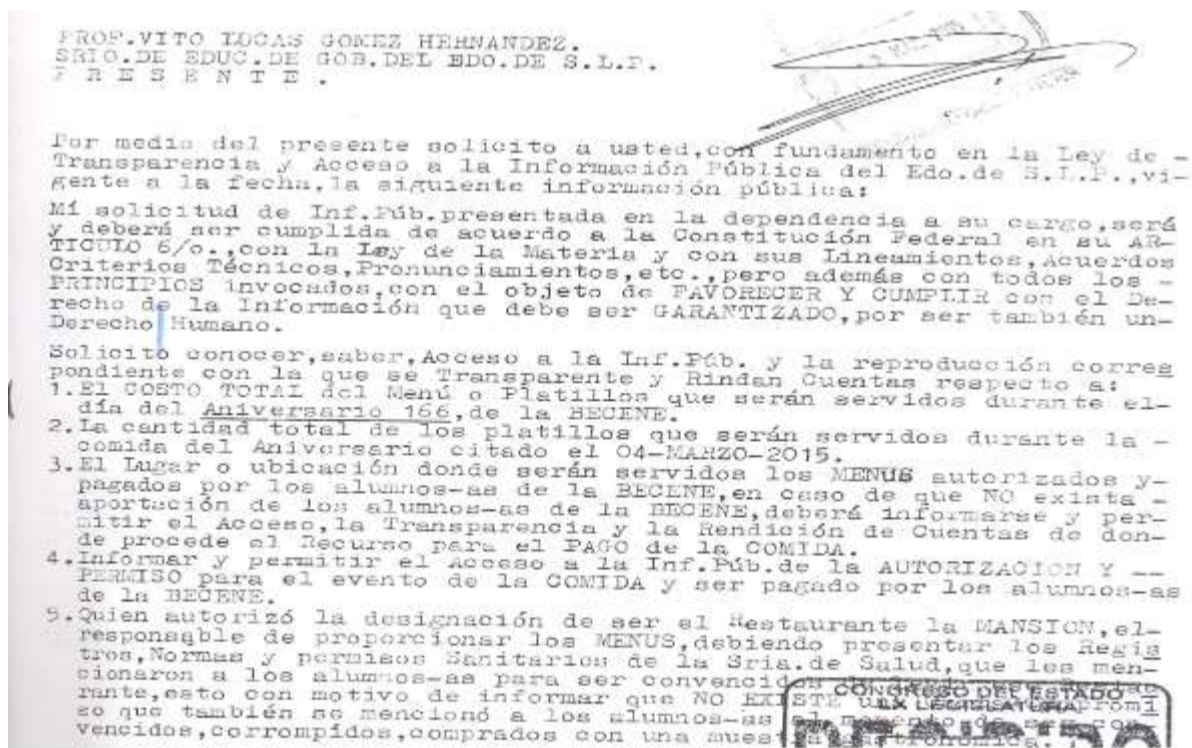 PROF.VITO LUCAS GOMEZ HERNANDEZ.
SRIO.DE EDUC.DE GOB.DEL EDO.DE S.L.P.
P R E S E N T E .
Por medio del presente solicito a usted,con fundamento en la Ley de -
Transparencia y Acceso a la Información Pública del Edo.de S.L.P.,vi-
gente a la fecha,la siguiente información pública:
Mi solicitud de Inf.Púb.presentada en la dependencia a su cargo,será
y deberá ser cumplida de acuerdo a la Constitución Federal en su AR-
TICULO 6/o.,con la Ley de la Materia y con sus Lineamientos,Acuerdos
Criterios Técnicos,Pronunciamientos,etc.,pero además con todos los -
PRINCIPIOS invocados,con el objeto de FAVORECER Y CUMPLIR con el De-
recho de la Información que debe ser GARANTIZADO,por ser también un-
Derecho Humano.
Solicito conocer,saber,Acceso a la Inf.Púb. y la reproducción corres
pondiente con la que se Transparente y Rindan Cuentas respecto a:
1.El COSTO TOTAL del Menú o Platillos que serán servidos durante el-
día del Aniversario 166,de la BECENE.
2.La cantidad total de los platillos que serán servidos durante la -
comida del Aniversario citado el 04-MARZO-2015.
3.El Lugar o ubicación donde serán servidos los MENUS autorizados y-
pagados por los alumnos-as de la BECENE,en caso de que NO exista -
aportación de los alumnos-as de la BECENE,deberá informarse y per-
mitir el Acceso,la Transparencia y la Rendición de Cuentas de don-
de procede el Recurso para el PAGO de la COMIDA.
4.Informar y permitir el Acceso a la Inf.Púb.de la AUTORIZACION Y --
PERMISO para el evento de la COMIDA y ser pagado por los alumnos-as
de la BECENE.
5.Quien autorizó la designación de ser el Restaurante la MANSION,el-
responsable de proporcionar los MENUS,debiendo presentar los Regis
tros,Normas y permisos Sanitarios de la Sria.de Salud,que les men-
cionaron a los alumnos-as para ser convencidos
rante,esto con motivo de informar que NO EXISTE un
so que también se mencionó a los alumnos-as
vencidos,corrompidos,comprados con una muestra gastronómica.
CONGRESO DEL ESTADO
LX LEGISLATURA